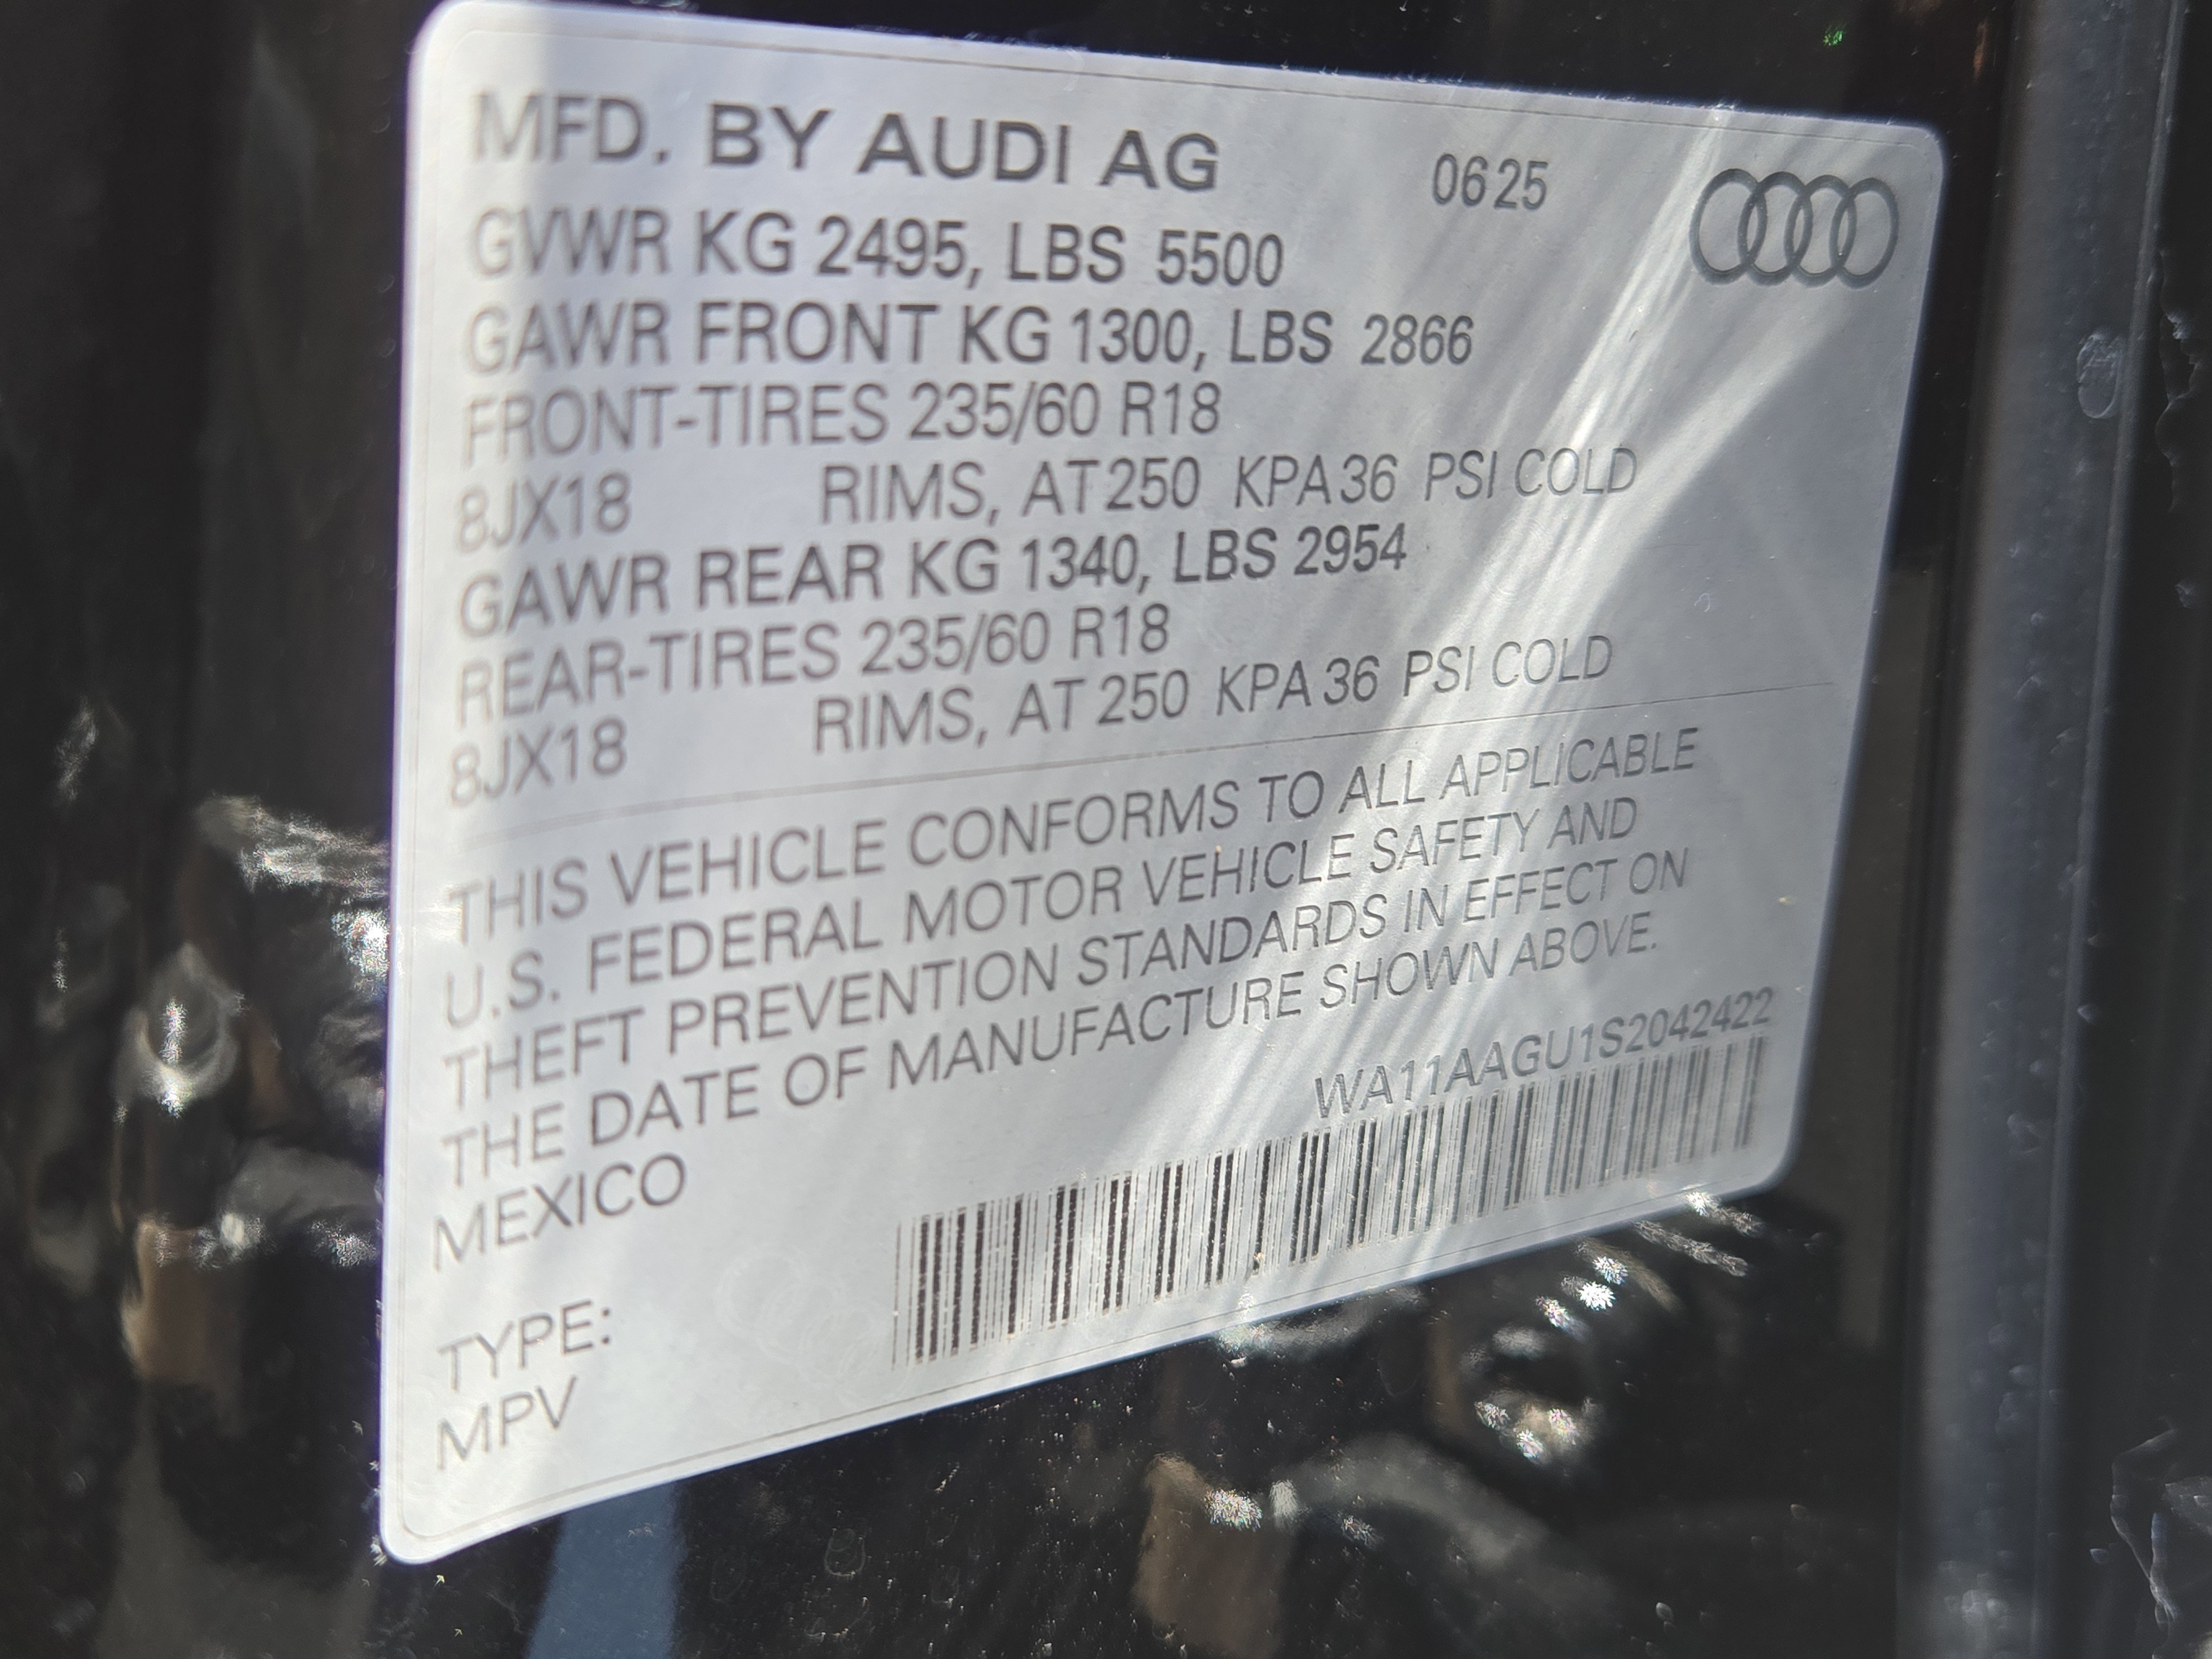 MFD. BY AUDI AG 0625
GVWR KG 2495, LBS 5500
GAWR FRONT KG 1300, LBS 2866
FRONT-TIRES 235/60 R18
8JX18 RIMS, AT 250 KPA 36 PSI COLD
GAWR REAR KG 1340, LBS 2954
REAR-TIRES 235/60 R18
8JX18 RIMS, AT 250 KPA 36 PSI COLD
THIS VEHICLE CONFORMS TO ALL APPLICABLE
U.S. FEDERAL MOTOR VEHICLE SAFETY AND
THEFT PREVENTION STANDARDS IN EFFECT ON
THE DATE OF MANUFACTURE SHOWN ABOVE.
MEXICO
WA11AAGU1S2042422
TYPE:
MPV